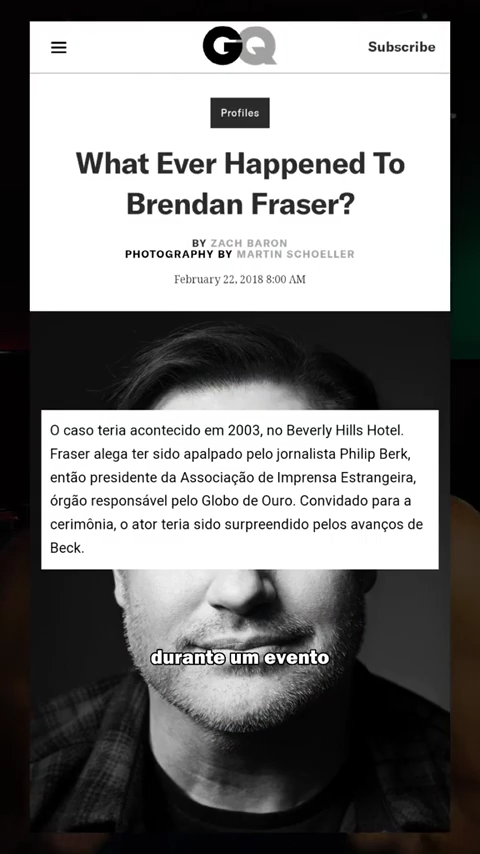 GQ
Subscribe
Profiles
What Ever Happened To
Brendan Fraser?
BY ZACH BARON
PHOTOGRAPHY BY MARTIN SCHOELLER
February 22, 2018 8:00 AM
O caso teria acontecido em 2003, no Beverly Hills Hotel.
Fraser alega ter sido apalpado pelo jornalista Philip Berk,
então presidente da Associação de Imprensa Estrangeira,
órgão responsável pelo Globo de Ouro. Convidado para a
cerimônia, o ator teria sido surpreendido pelos avanços de
Beck.
durante um evento